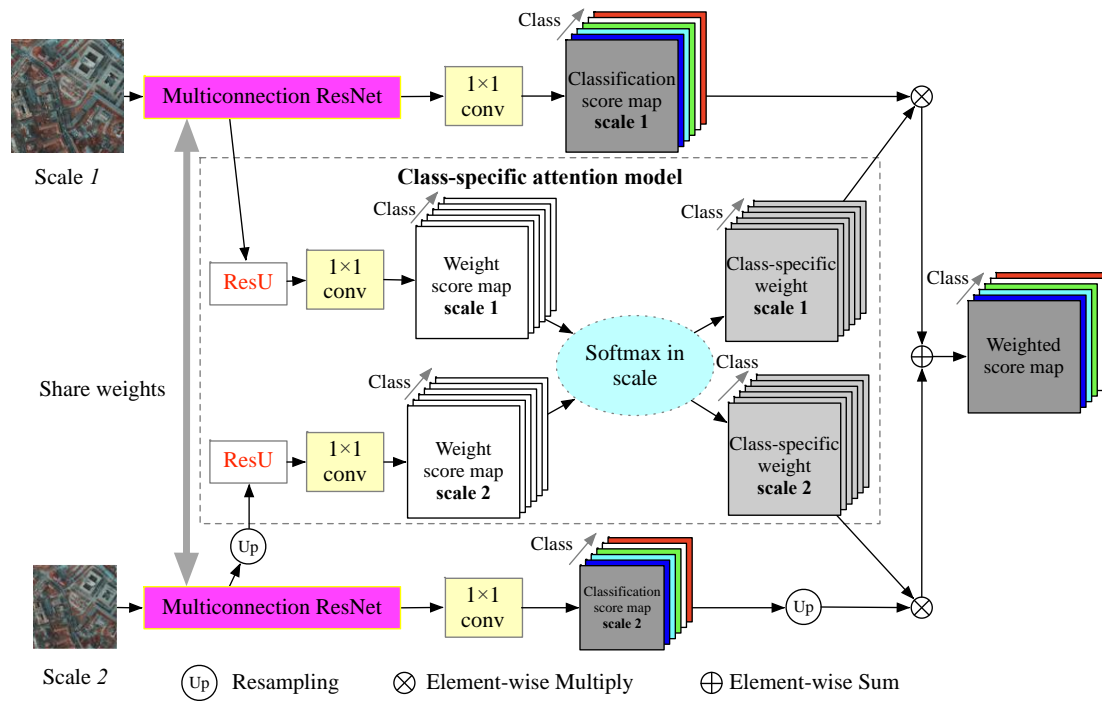 Class
Multiconnection ResNet
1×1
conv
Classification
score map
scale 1
Scale 1
Class-specific attention model
Class
Class
ResU
1×1
conv
Weight
score map
scale 1
Class-specific
weight
scale 1
Class
Softmax in
scale
Weighted
score map
Share weights
Class
Class
ResU
1×1
conv
Weight
score map
scale 2
Class-specific
weight
scale 2
Up
Class
Multiconnection ResNet
1×1
conv
Classification
score map
scale 2
Up
Scale 2
Up Resampling
Element-wise Multiply
Element-wise Sum